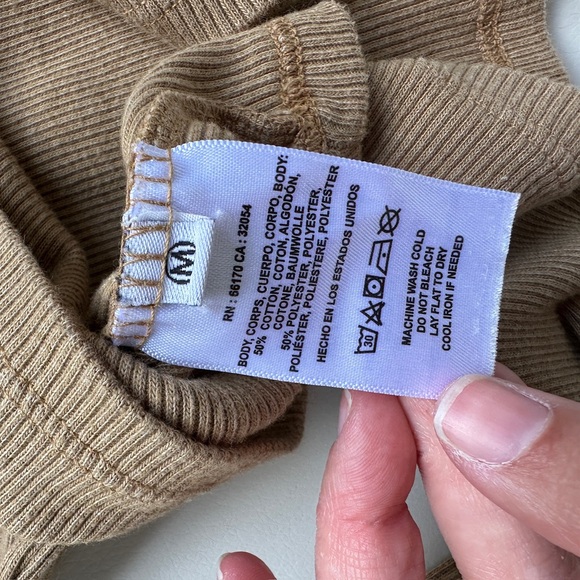 (M)
RN : 66170 CA : 32054
BODY, CORPS, CUERPO, CORPO, BODY:
50% COTTON, COTON, ALGODÓN,
COTONE, BAUMWOLLE
50% POLYESTER, POLYESTER,
POLIÉSTER, POLIESTERE, POLYESTER
HECHO EN LOS ESTADOS UNIDOS
30
MACHINE WASH COLD
DO NOT BLEACH
LAY FLAT TO DRY
COOL IRON IF NEEDED